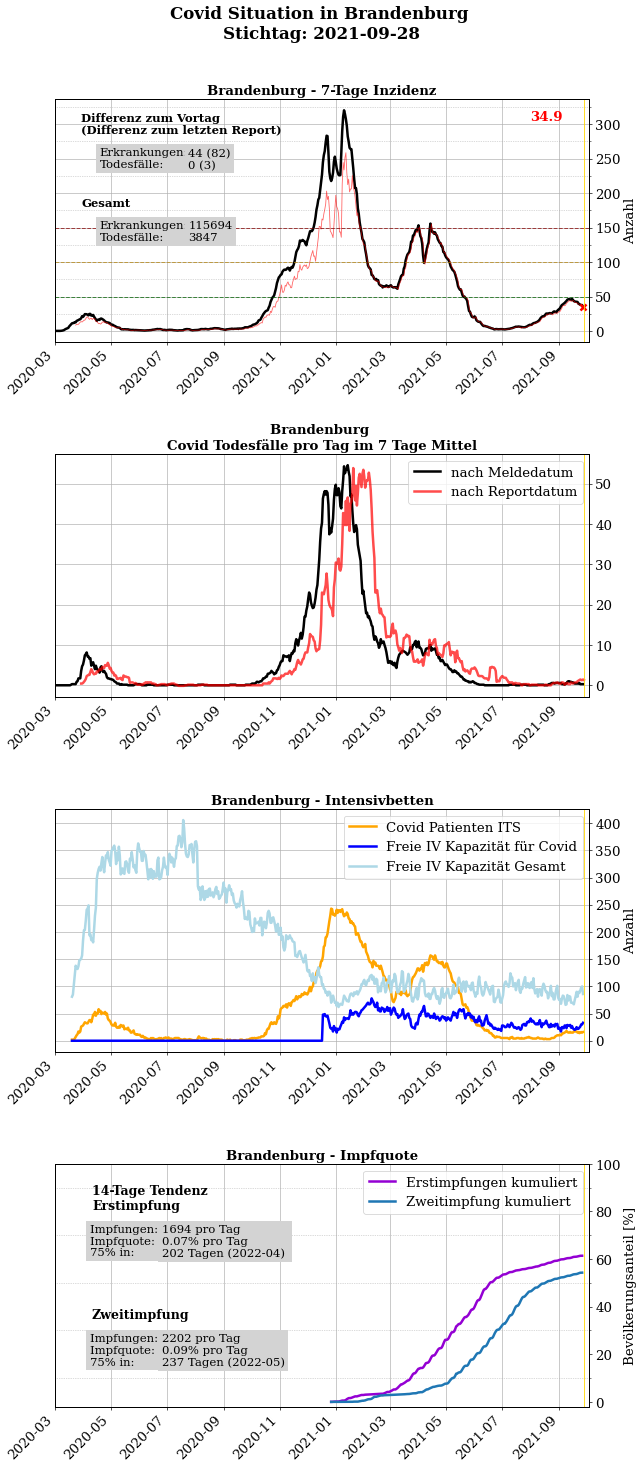 Covid Situation in Brandenburg
Stichtag: 2021-09-28
Brandenburg - 7-Tage Inzidenz
Differenz zum Vortag
(Differenz zum letzten Report)
Erkrankungen 44 (82)
Todesfälle: 0 (3)
Gesamt
Erkrankungen 115694
Todesfälle: 3847
34.9
300
250
200
150
100
50
0
Anzahl
2020-03
2020-05
2020-07
2020-09
2020-11
2021-01
2021-03
2021-05
2021-07
2021-09
Brandenburg
Covid Todesfälle pro Tag im 7 Tage Mittel
nach Meldedatum
nach Reportdatum
50
40
30
20
10
0
2020-03
2020-05
2020-07
2020-09
2020-11
2021-01
2021-03
2021-05
2021-07
2021-09
Brandenburg - Intensivbetten
Covid Patienten ITS
Freie IV Kapazität für Covid
Freie IV Kapazität Gesamt
400
350
300
250
200
150
100
50
0
Anzahl
2020-03
2020-05
2020-07
2020-09
2020-11
2021-01
2021-03
2021-05
2021-07
2021-09
Brandenburg - Impfquote
14-Tage Tendenz
Erstimpfung
Impfungen: 1694 pro Tag
Impfquote: 0.07% pro Tag
75% in: 202 Tagen (2022-04)
Zweitimpfung
Impfungen: 2202 pro Tag
Impfquote: 0.09% pro Tag
75% in: 237 Tagen (2022-05)
Erstimpfungen kumuliert
Zweitimpfung kumuliert
100
80
60
40
20
0
Bevölkerungsanteil [%]
2020-03
2020-05
2020-07
2020-09
2020-11
2021-01
2021-03
2021-05
2021-07
2021-09